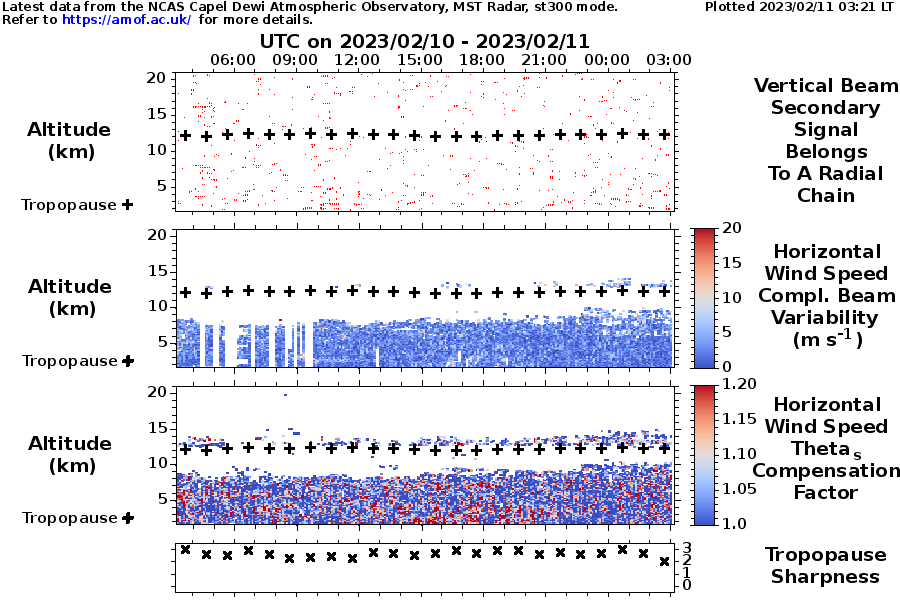 Latest data from the NCAS Capel Dewi Atmospheric Observatory, MST Radar, st300 mode.
Refer to https://amof.ac.uk/ for more details.
Plotted 2023/02/11 03:21 LT
UTC on 2023/02/10 - 2023/02/11
06:00 09:00 12:00 15:00 18:00 21:00 00:00 03:00
20
15
10
5
Altitude
(km)
Tropopause +
Vertical Beam
Secondary
Signal
Belongs
To A Radial
Chain
20
15
10
5
Altitude
(km)
Tropopause +
20
15
10
5
0
Horizontal
Wind Speed
Compl. Beam
Variability
(m s-1)
20
15
10
5
Altitude
(km)
Tropopause +
1.20
1.15
1.10
1.05
1.0
Horizontal
Wind Speed
Theta s
Compensation
Factor
3
2
1
0
Tropopause
Sharpness